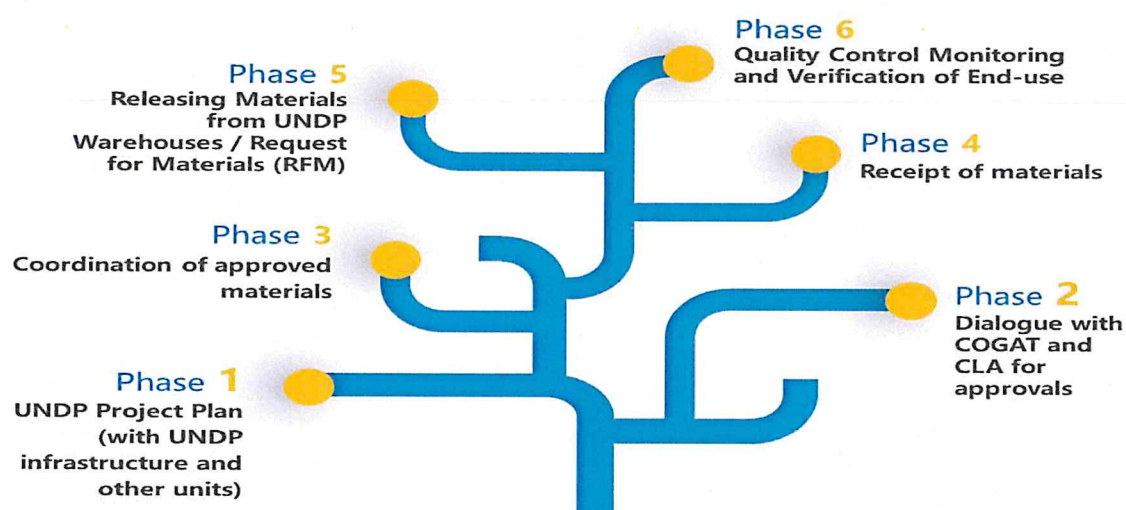 Phase 6
Quality Control Monitoring
and Verification of End-use
Phase 5
Releasing Materials
from UNDP
Warehouses / Request
for Materials (RFM)
Phase 4
Receipt of materials
Phase 3
Coordination of approved
materials
Phase 2
Dialogue with
COGAT and
CLA for
approvals
Phase 1
UNDP Project Plan
(with UNDP
infrastructure and
other units)